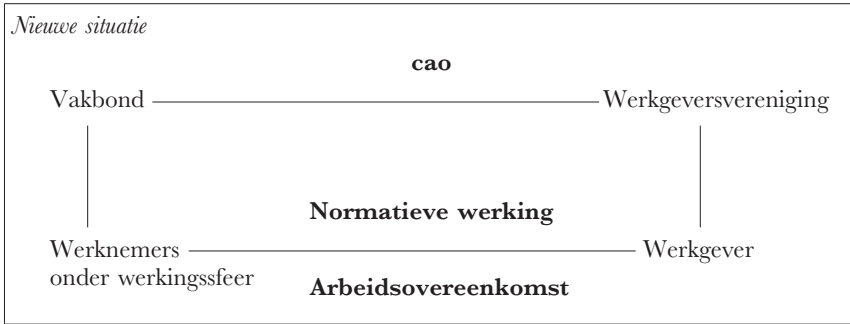 Nieuwe situatie
cao
Vakbond Werkgeversvereniging
Normatieve werking
Werknemers Werkgever
onder werkingssfeer
Arbeidsovereenkomst